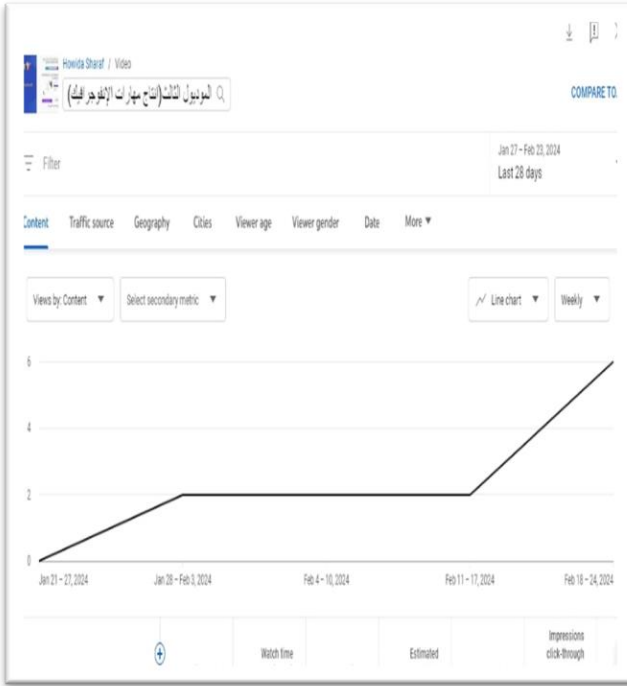 Howida Sharaf / Video
الموديول الثالث(انتاج مهارات الإنفوجرافيك)
COMPARE TO
Filter
Jan 27 – Feb 23, 2024
Last 28 days
Content Traffic source Geography Cities Viewer age Viewer gender Date More
Views by: Content Select secondary metric Line chart Weekly
6
4
2
0
Jan 21 – 27, 2024 Jan 28 – Feb 3, 2024 Feb 4 – 10, 2024 Feb 11 – 17, 2024 Feb 18 – 24, 2024
Watch time Estimated Impressions
click-through